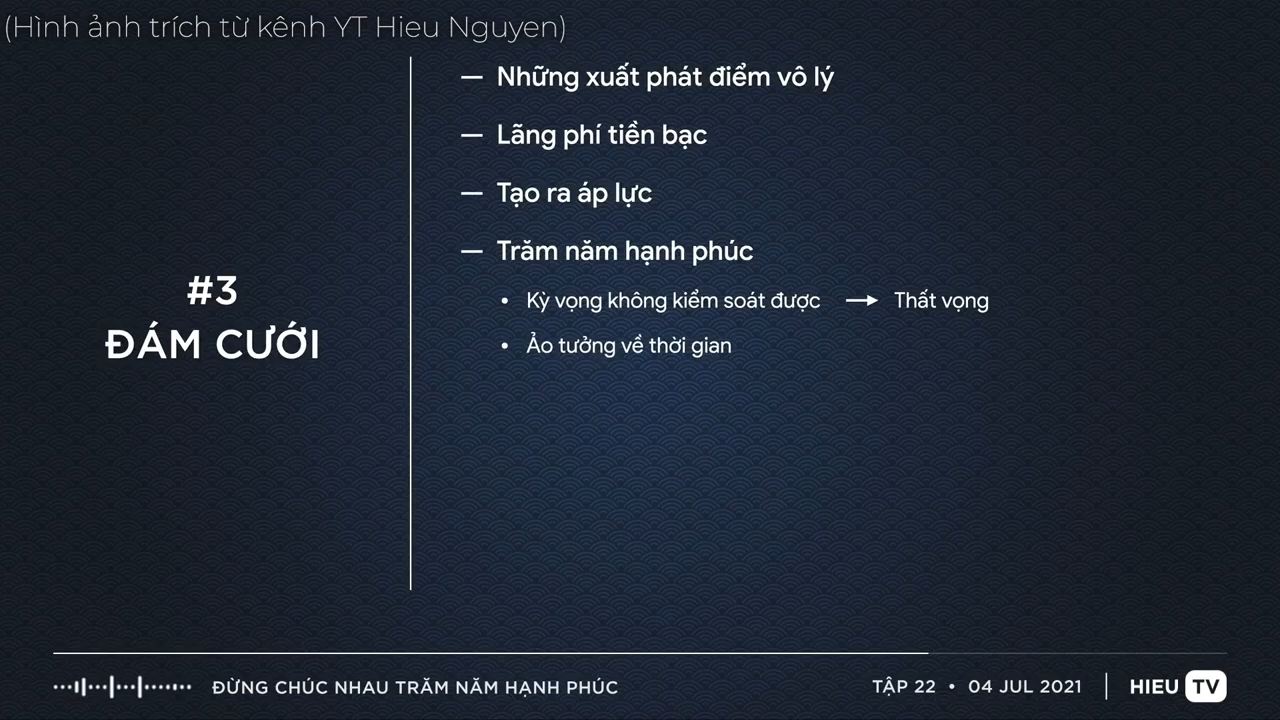 (Hình ảnh trích từ kênh YT Hieu Nguyen)
#3
ĐÁM CƯỚI
— Những xuất phát điểm vô lý
— Lãng phí tiền bạc
— Tạo ra áp lực
— Trăm năm hạnh phúc
• Kỳ vọng không kiểm soát được → Thất vọng
• Ảo tưởng về thời gian
ĐỪNG CHÚC NHAU TRĂM NĂM HẠNH PHÚC
TẬP 22 • 04 JUL 2021 | HIEU TV